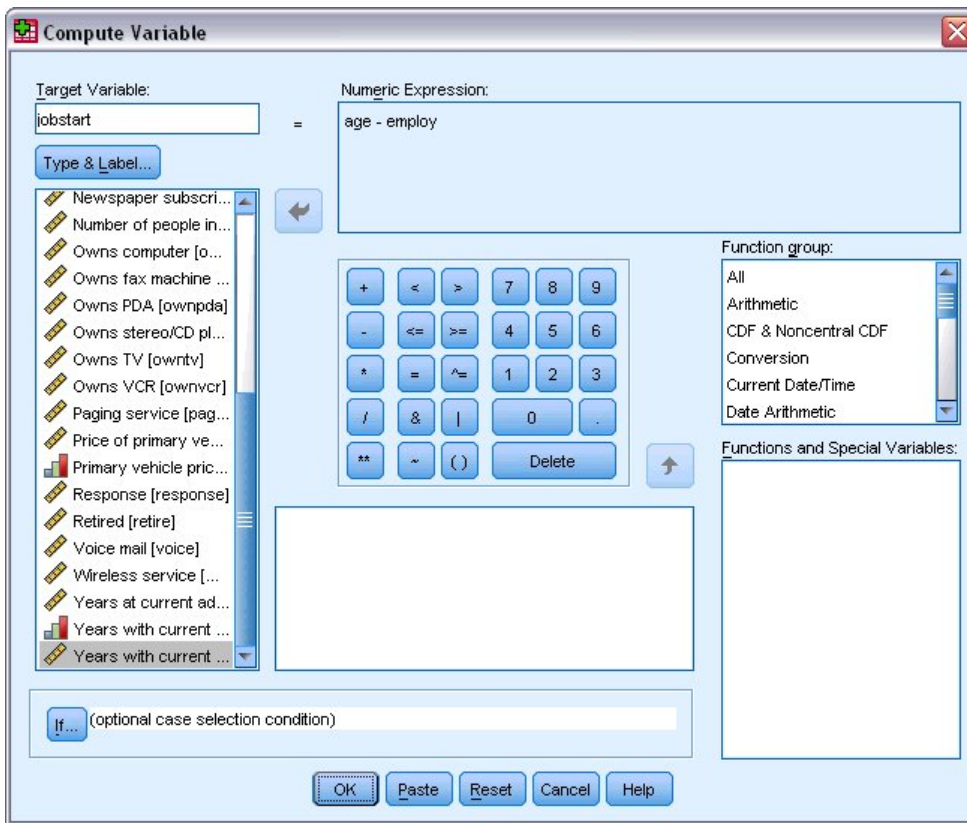 Compute Variable
Target Variable:
jobstart
=
Numeric Expression:
age - employ
Type & Label...
Newspaper subscri...
Number of people in...
Owns computer [o...
Owns fax machine ...
Owns PDA [ownpda]
Owns stereo/CD pl...
Owns TV [owntv]
Owns VCR [ownvcr]
Paging service [pag...
Price of primary ve...
Primary vehicle pric...
Response [response]
Retired [retire]
Voice mail [voice]
Wireless service [...
Years at current ad...
Years with current ...
Years with current ...
+ < > 7 8 9
- <= >= 4 5 6
* = ^= 1 2 3
/ & | 0 .
** ~ ( ) Delete
Function group:
All
Arithmetic
CDF & Noncentral CDF
Conversion
Current Date/Time
Date Arithmetic
Functions and Special Variables:
If... (optional case selection condition)
OK Paste Reset Cancel Help